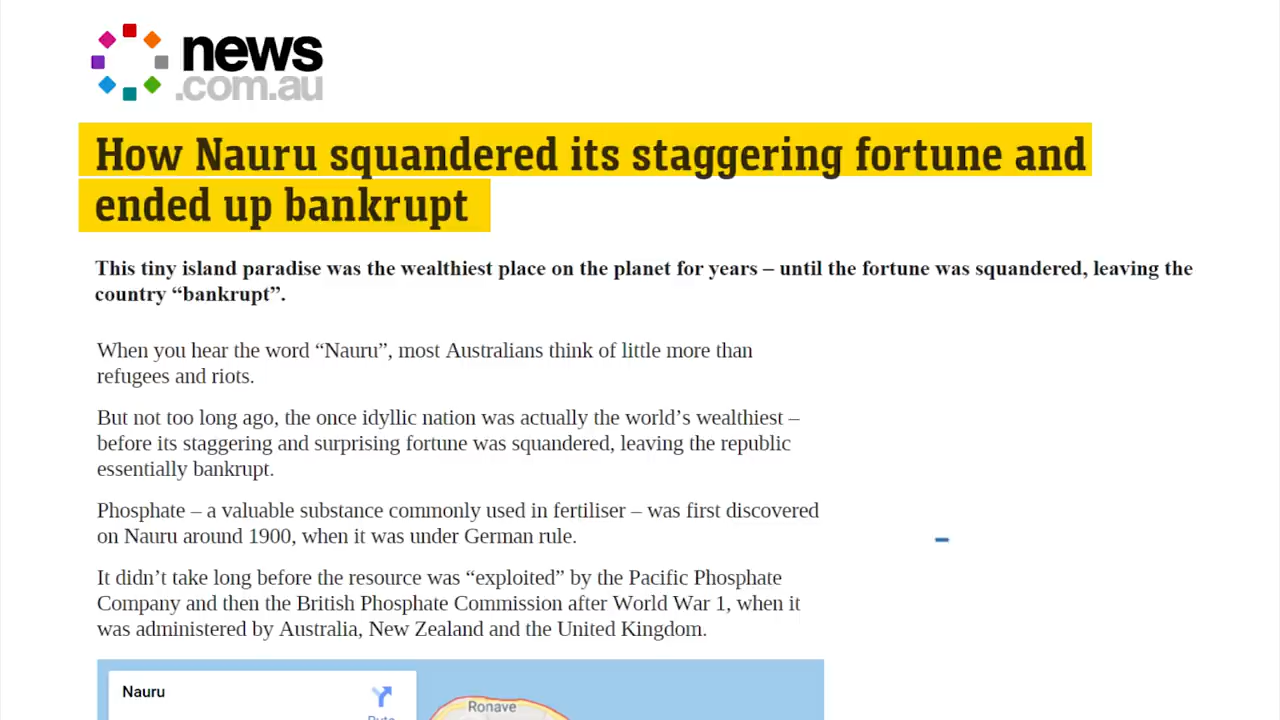 news
.com.au
How Nauru squandered its staggering fortune and
ended up bankrupt
This tiny island paradise was the wealthiest place on the planet for years – until the fortune was squandered, leaving the
country “bankrupt”.
When you hear the word “Nauru”, most Australians think of little more than
refugees and riots.
But not too long ago, the once idyllic nation was actually the world’s wealthiest –
before its staggering and surprising fortune was squandered, leaving the republic
essentially bankrupt.
Phosphate – a valuable substance commonly used in fertiliser – was first discovered
on Nauru around 1900, when it was under German rule.
It didn’t take long before the resource was “exploited” by the Pacific Phosphate
Company and then the British Phosphate Commission after World War 1, when it
was administered by Australia, New Zealand and the United Kingdom.
Nauru
Ronave